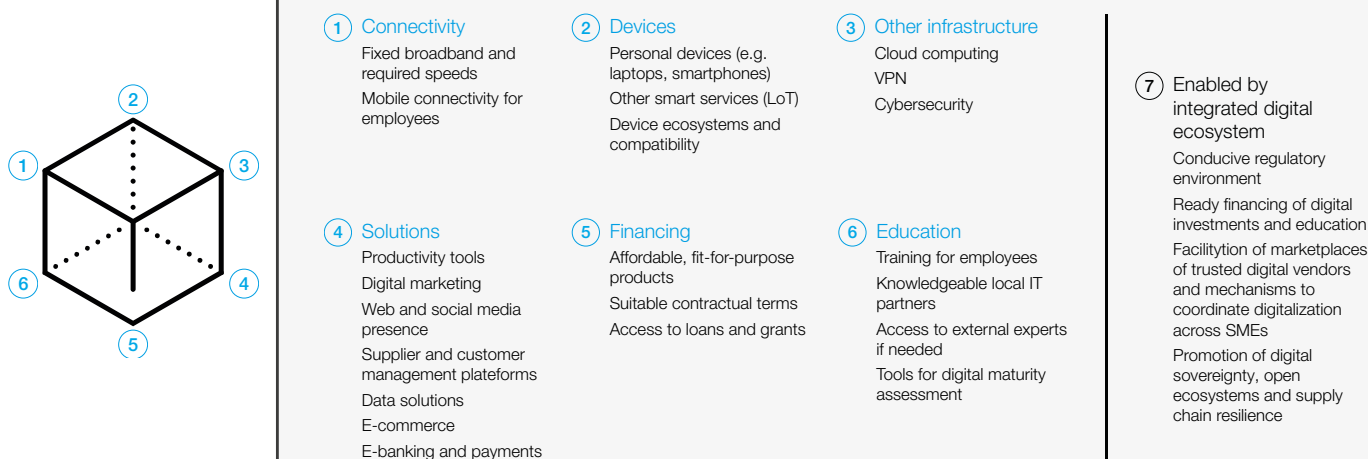 2
1
3
6
4
5
1 Connectivity
Fixed broadband and
required speeds
Mobile connectivity for
employees
2 Devices
Personal devices (e.g.
laptops, smartphones)
Other smart services (LoT)
Device ecosystems and
compatibility
3 Other infrastructure
Cloud computing
VPN
Cybersecurity
4 Solutions
Productivity tools
Digital marketing
Web and social media
presence
Supplier and customer
management plateforms
Data solutions
E-commerce
E-banking and payments
5 Financing
Affordable, fit-for-purpose
products
Suitable contractual terms
Access to loans and grants
6 Education
Training for employees
Knowledgeable local IT
partners
Access to external experts
if needed
Tools for digital maturity
assessment
7 Enabled by
integrated digital
ecosystem
Conducive regulatory
environment
Ready financing of digital
investments and education
Facilitytion of marketplaces
of trusted digital vendors
and mechanisms to
coordinate digitalization
across SMEs
Promotion of digital
sovereignty, open
ecosystems and supply
chain resilience